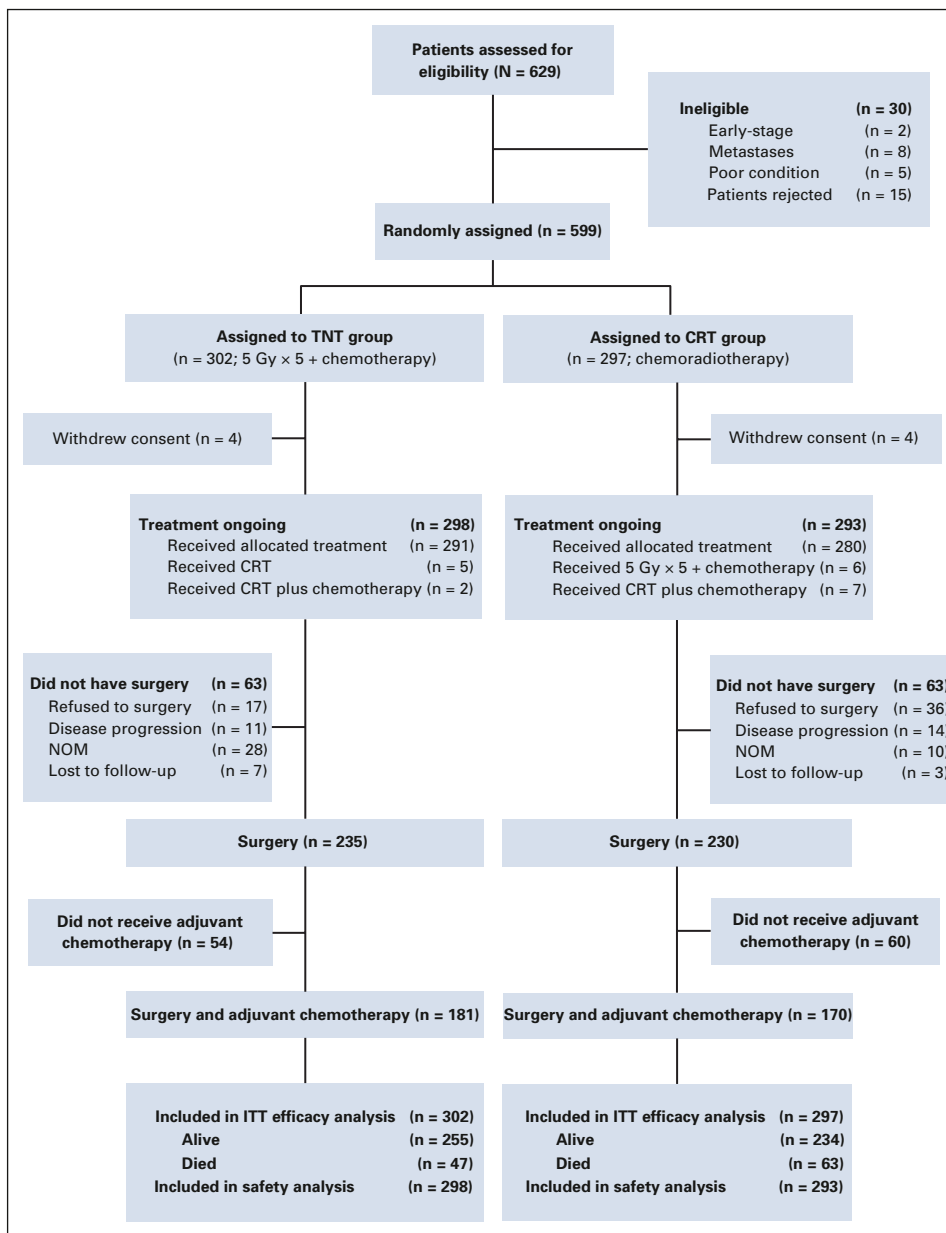 Patients assessed for
eligibility (N = 629)
Ineligible (n = 30)
Early-stage (n = 2)
Metastases (n = 8)
Poor condition (n = 5)
Patients rejected (n = 15)
Randomly assigned (n = 599)
Assigned to TNT group
(n = 302; 5 Gy × 5 + chemotherapy)
Assigned to CRT group
(n = 297; chemoradiotherapy)
Withdrew consent (n = 4)
Withdrew consent (n = 4)
Treatment ongoing (n = 298)
Received allocated treatment (n = 291)
Received CRT (n = 5)
Received CRT plus chemotherapy (n = 2)
Treatment ongoing (n = 293)
Received allocated treatment (n = 280)
Received 5 Gy × 5 + chemotherapy (n = 6)
Received CRT plus chemotherapy (n = 7)
Did not have surgery (n = 63)
Refused to surgery (n = 17)
Disease progression (n = 11)
NOM (n = 28)
Lost to follow-up (n = 7)
Did not have surgery (n = 63)
Refused to surgery (n = 36)
Disease progression (n = 14)
NOM (n = 10)
Lost to follow-up (n = 3)
Surgery (n = 235)
Surgery (n = 230)
Did not receive adjuvant
chemotherapy (n = 54)
Did not receive adjuvant
chemotherapy (n = 60)
Surgery and adjuvant chemotherapy (n = 181)
Surgery and adjuvant chemotherapy (n = 170)
Included in ITT efficacy analysis (n = 302)
Alive (n = 255)
Died (n = 47)
Included in safety analysis (n = 298)
Included in ITT efficacy analysis (n = 297)
Alive (n = 234)
Died (n = 63)
Included in safety analysis (n = 293)